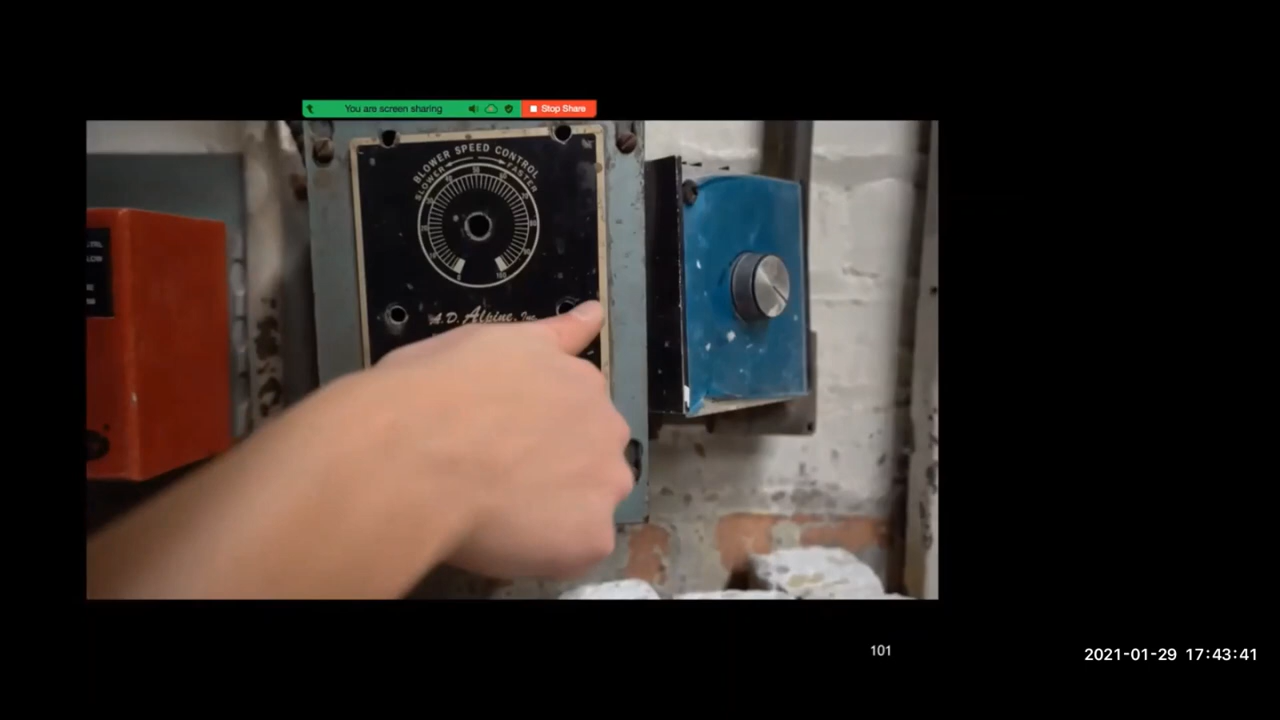 You are screen sharing
Stop Share
BLOWER SPEED CONTROL
SLOWER FASTER
A.D. Alpine, Inc.
101
2021-01-29 17:43:41